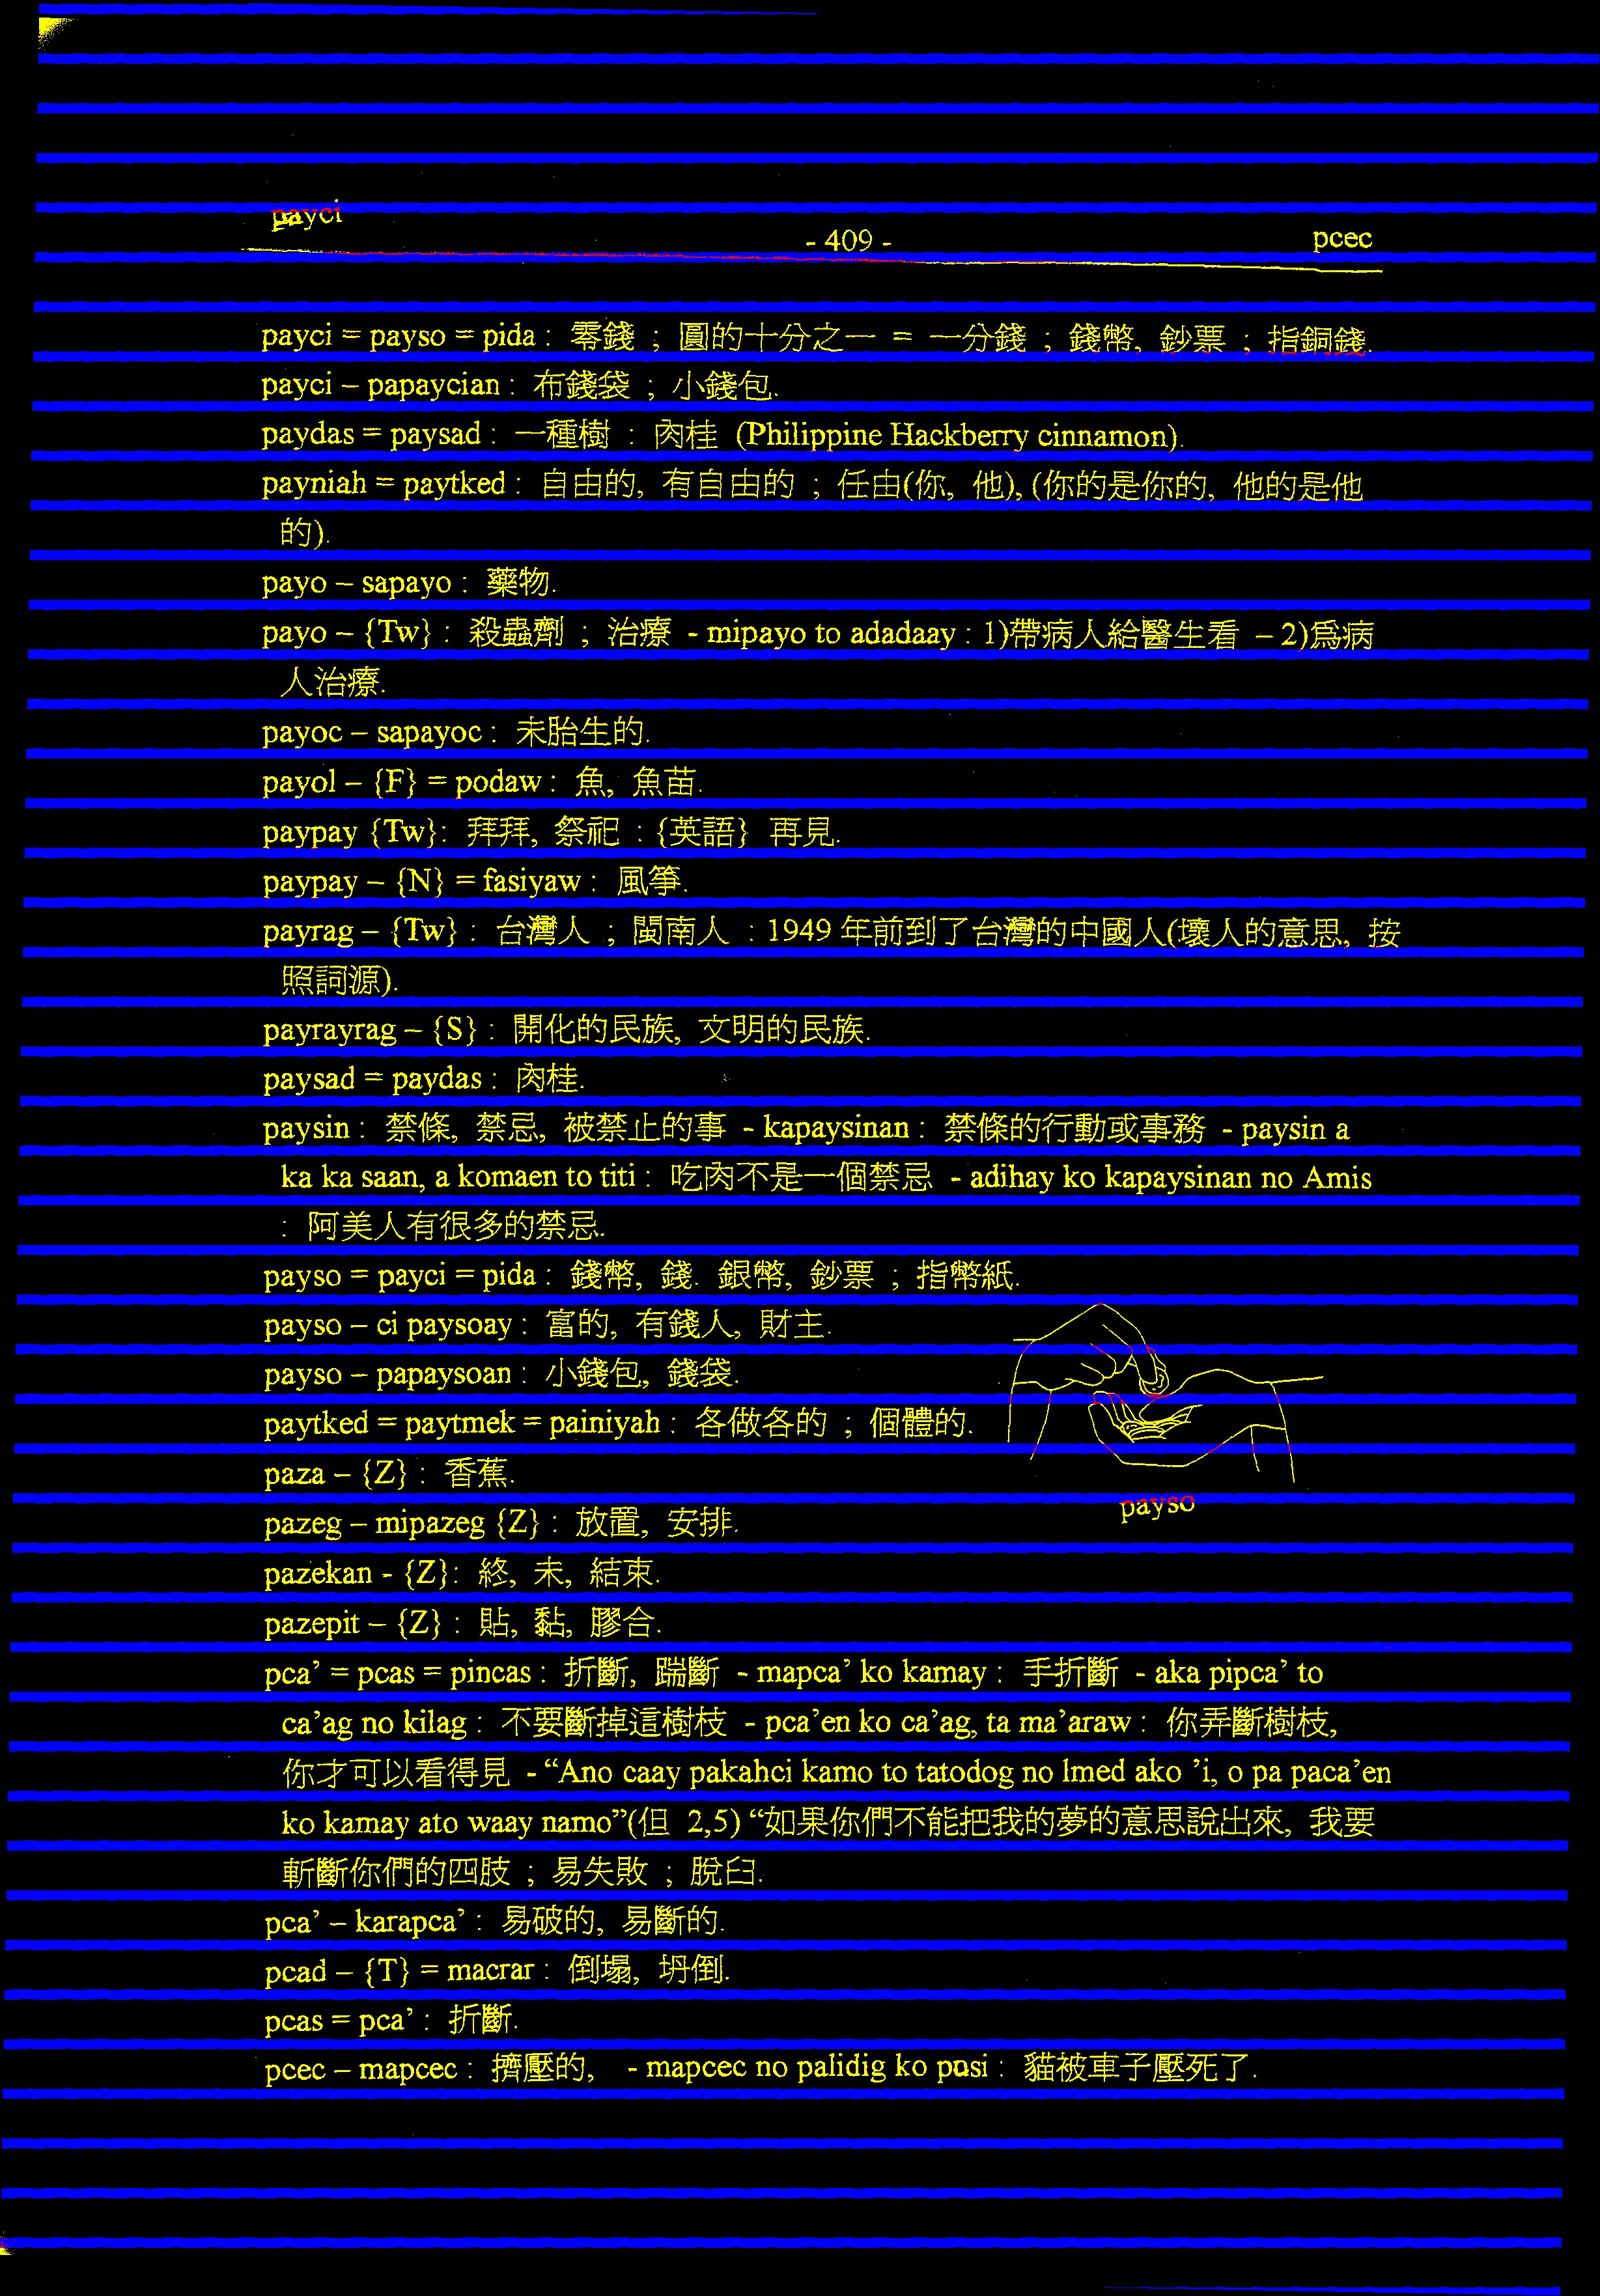 payci
- 409 -
pcec
payci = payso = pida : 零錢 ; 圓的十分之一 = 一分錢 ; 錢幣, 鈔票 ; 指銅錢.
payci – papaycian : 布錢袋 ; 小錢包.
paydas = paysad : 一種樹 : 肉桂 (Philippine Hackberry cinnamon).
payniah = paytked : 自由的, 有自由的 ; 任由(你, 他), (你的是你的, 他的是他
的).
payo – sapayo : 藥物.
payo – {Tw} : 殺蟲劑 ; 治療 - mipayo to adadaay : 1)帶病人給醫生看 – 2)爲病
人治療.
payoc – sapayoc : 未胎生的.
payol – {F} = podaw : 魚, 魚苗.
paypay {Tw}: 拜拜, 祭祀 : {英語} 再見.
paypay – {N} = fasiyaw : 風箏.
payrag – {Tw} : 台灣人 ; 閩南人 : 1949 年前到了台灣的中國人(壞人的意思, 按
照詞源).
payrayrag – {S} : 開化的民族, 文明的民族.
paysad = paydas : 肉桂.
paysin : 禁條, 禁忌, 被禁止的事 - kapaysinan : 禁條的行動或事務 - paysin a
ka ka saan, a komaen to titi : 吃肉不是一個禁忌 - adihay ko kapaysinan no Amis
: 阿美人有很多的禁忌.
payso = payci = pida : 錢幣, 錢. 銀幣, 鈔票 ; 指幣紙.
payso – ci paysoay : 富的, 有錢人, 財主.
payso – papaysoan : 小錢包, 錢袋.
paytked = paytmek = painiyah : 各做各的 ; 個體的.
paza – {Z} : 香蕉.
payso
pazeg – mipazeg {Z} : 放置, 安排.
pazekan - {Z}: 終, 末, 結束.
pazepit – {Z} : 貼, 黏, 膠合.
pca’ = pcas = pincas : 折斷, 踹斷 - mapca’ ko kamay : 手折斷 - aka pipca’ to
ca’ag no kilag : 不要斷掉這樹枝 - pca’en ko ca’ag, ta ma’araw : 你弄斷樹枝,
你才可以看得見 - “Ano caay pakahci kamo to tatodog no lmed ako ’i, o pa paca’en
ko kamay ato waay namo”(但 2,5) “如果你們不能把我的夢的意思說出來, 我要
斬斷你們的四肢 ; 易失敗 ; 脫臼.
pca’ – karapca’ : 易破的, 易斷的.
pcad – {T} = macrar : 倒塌, 坍倒.
pcas = pca’ : 折斷.
pcec – mapcec : 擠壓的, - mapcec no palidig ko posi : 貓被車子壓死了.